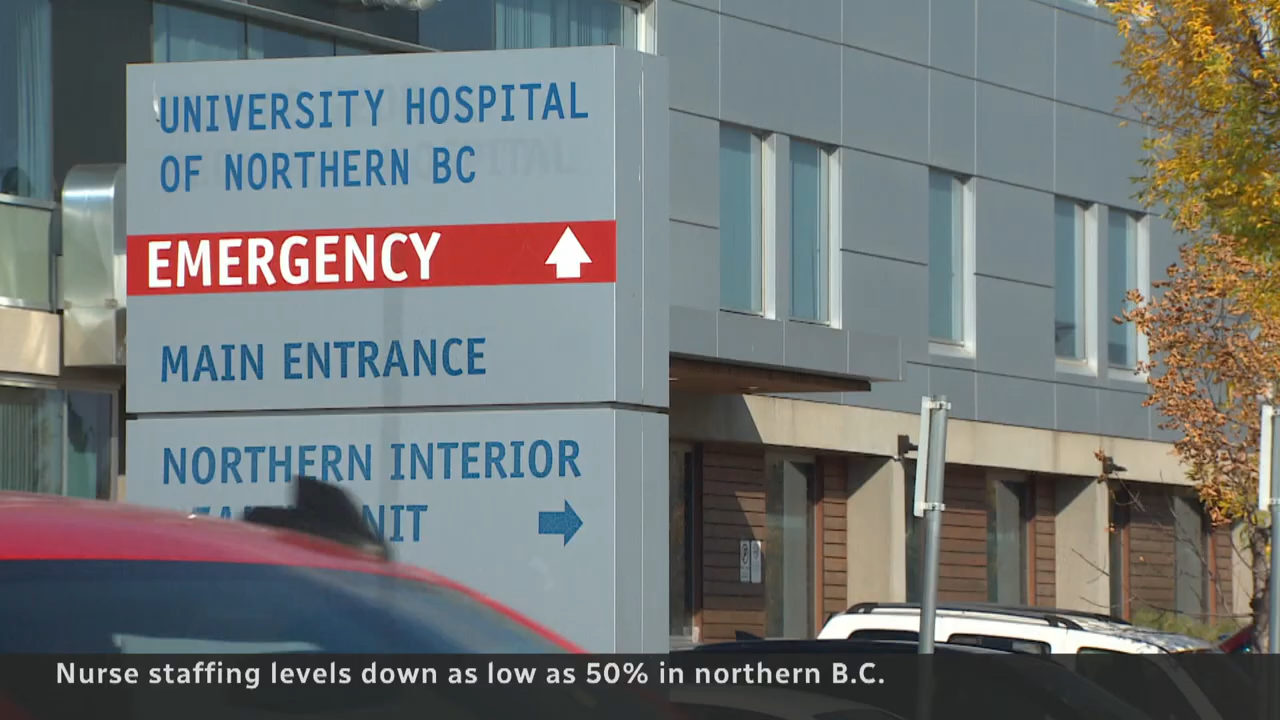 UNIVERSITY HOSPITAL
OF NORTHERN BC
EMERGENCY
MAIN ENTRANCE
NORTHERN INTERIOR
Nurse staffing levels down as low as 50% in northern B.C.